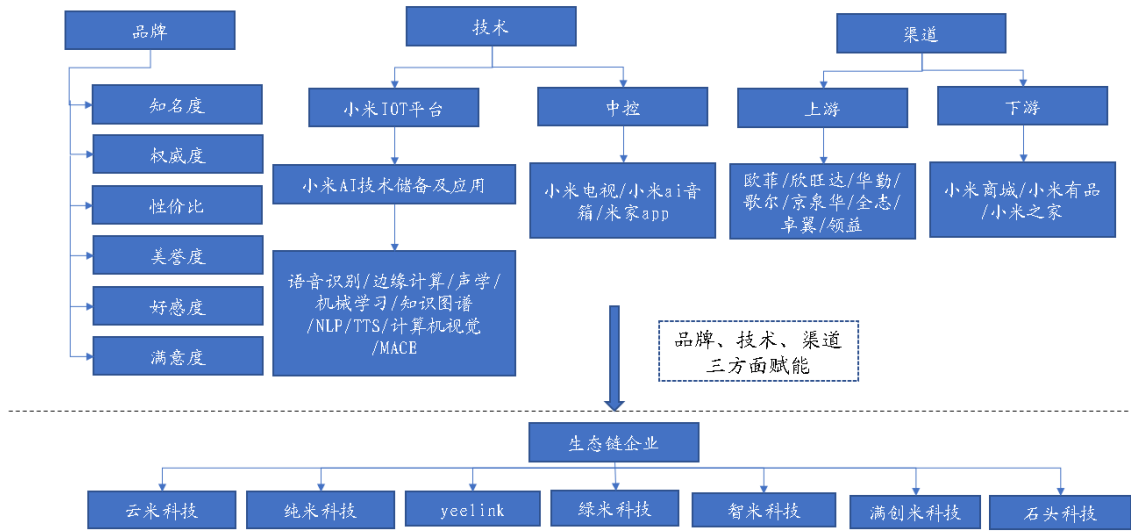 品牌
知名度
权威度
性价比
美誉度
好感度
满意度
技术
小米IOT平台
小米AI技术储备及应用
语音识别/边缘计算/声学/
机械学习/知识图谱
/NLP/TTS/计算机视觉
/MACE
中控
小米电视/小米ai音
箱/米家app
渠道
上游
欧菲/欣旺达/华勤/
歌尔/京泉华/全志/
卓翼/领益
下游
小米商城/小米有品
/小米之家
品牌、技术、渠道
三方面赋能
生态链企业
云米科技
纯米科技
yeelink
绿米科技
智米科技
满创米科技
石头科技